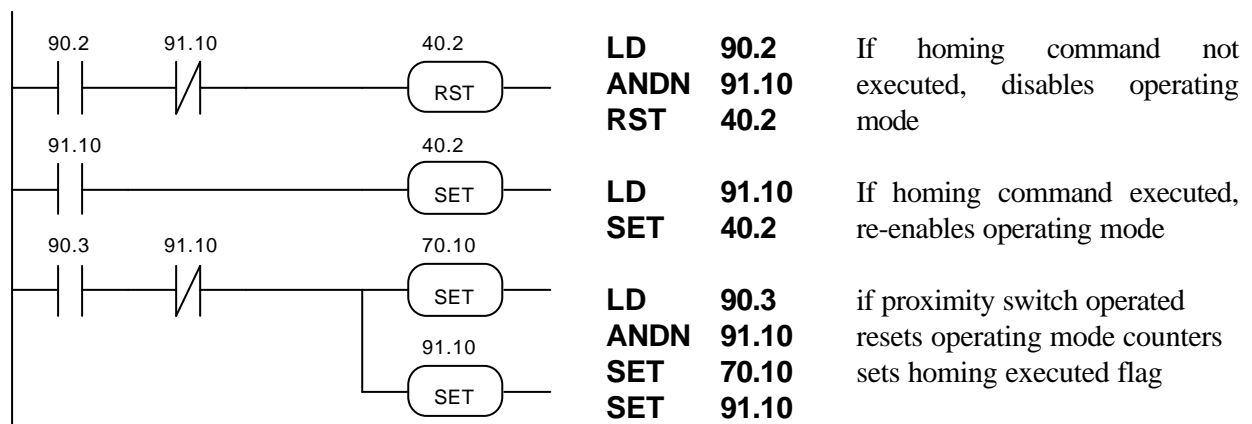 90.2 91.10 40.2
RST
91.10 40.2
SET
90.3 91.10 70.10
SET
91.10
SET
LD 90.2 If homing command not
ANDN 91.10 executed, disables operating
RST 40.2 mode
LD 91.10 If homing command executed,
SET 40.2 re-enables operating mode
LD 90.3 if proximity switch operated
ANDN 91.10 resets operating mode counters
SET 70.10 sets homing executed flag
SET 91.10